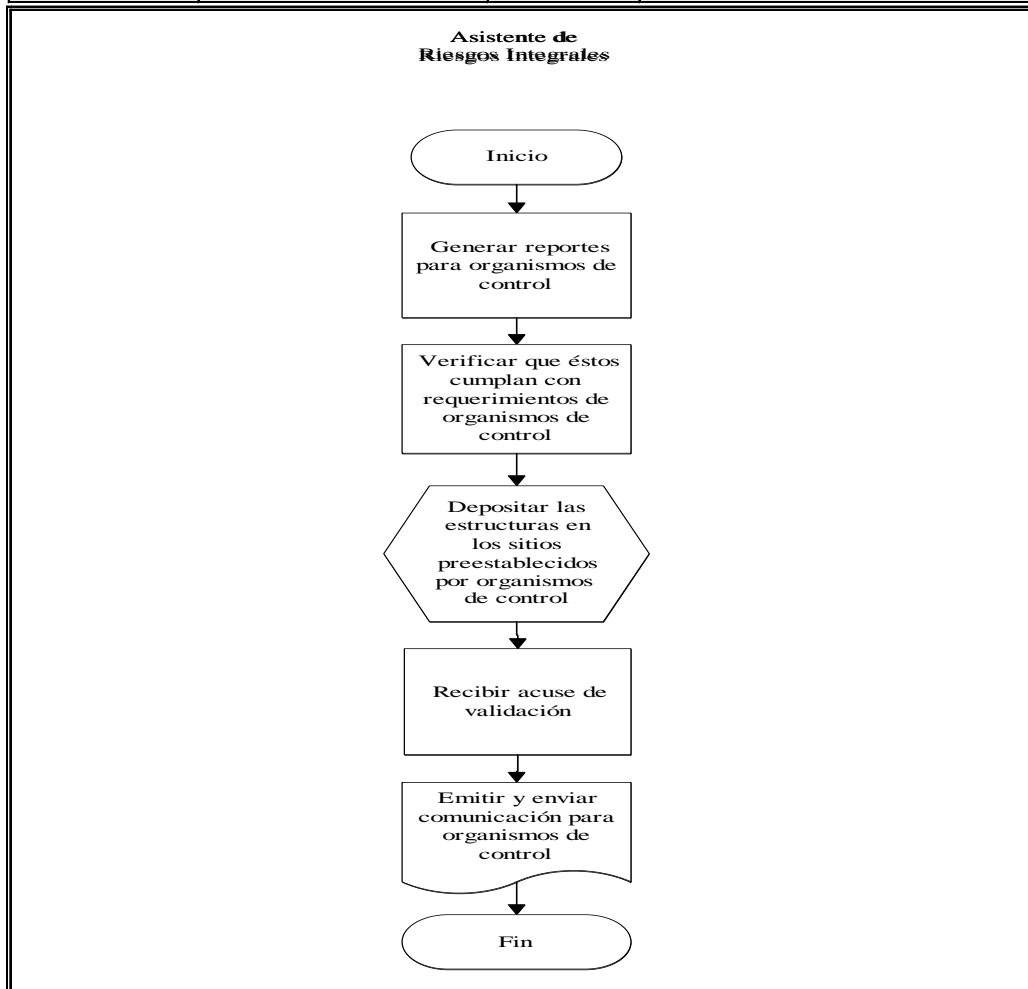 Asistente de
Riesgos Integrales
Inicio
Generar reportes
para organismos de
control
Verificar que éstos
cumplan con
requerimientos de
organismos de
control
Depositar las
estructuras en
los sitios
preestablecidos
por organismos
de control
Recibir acuse de
validación
Emitir y enviar
comunicación para
organismos de
control
Fin